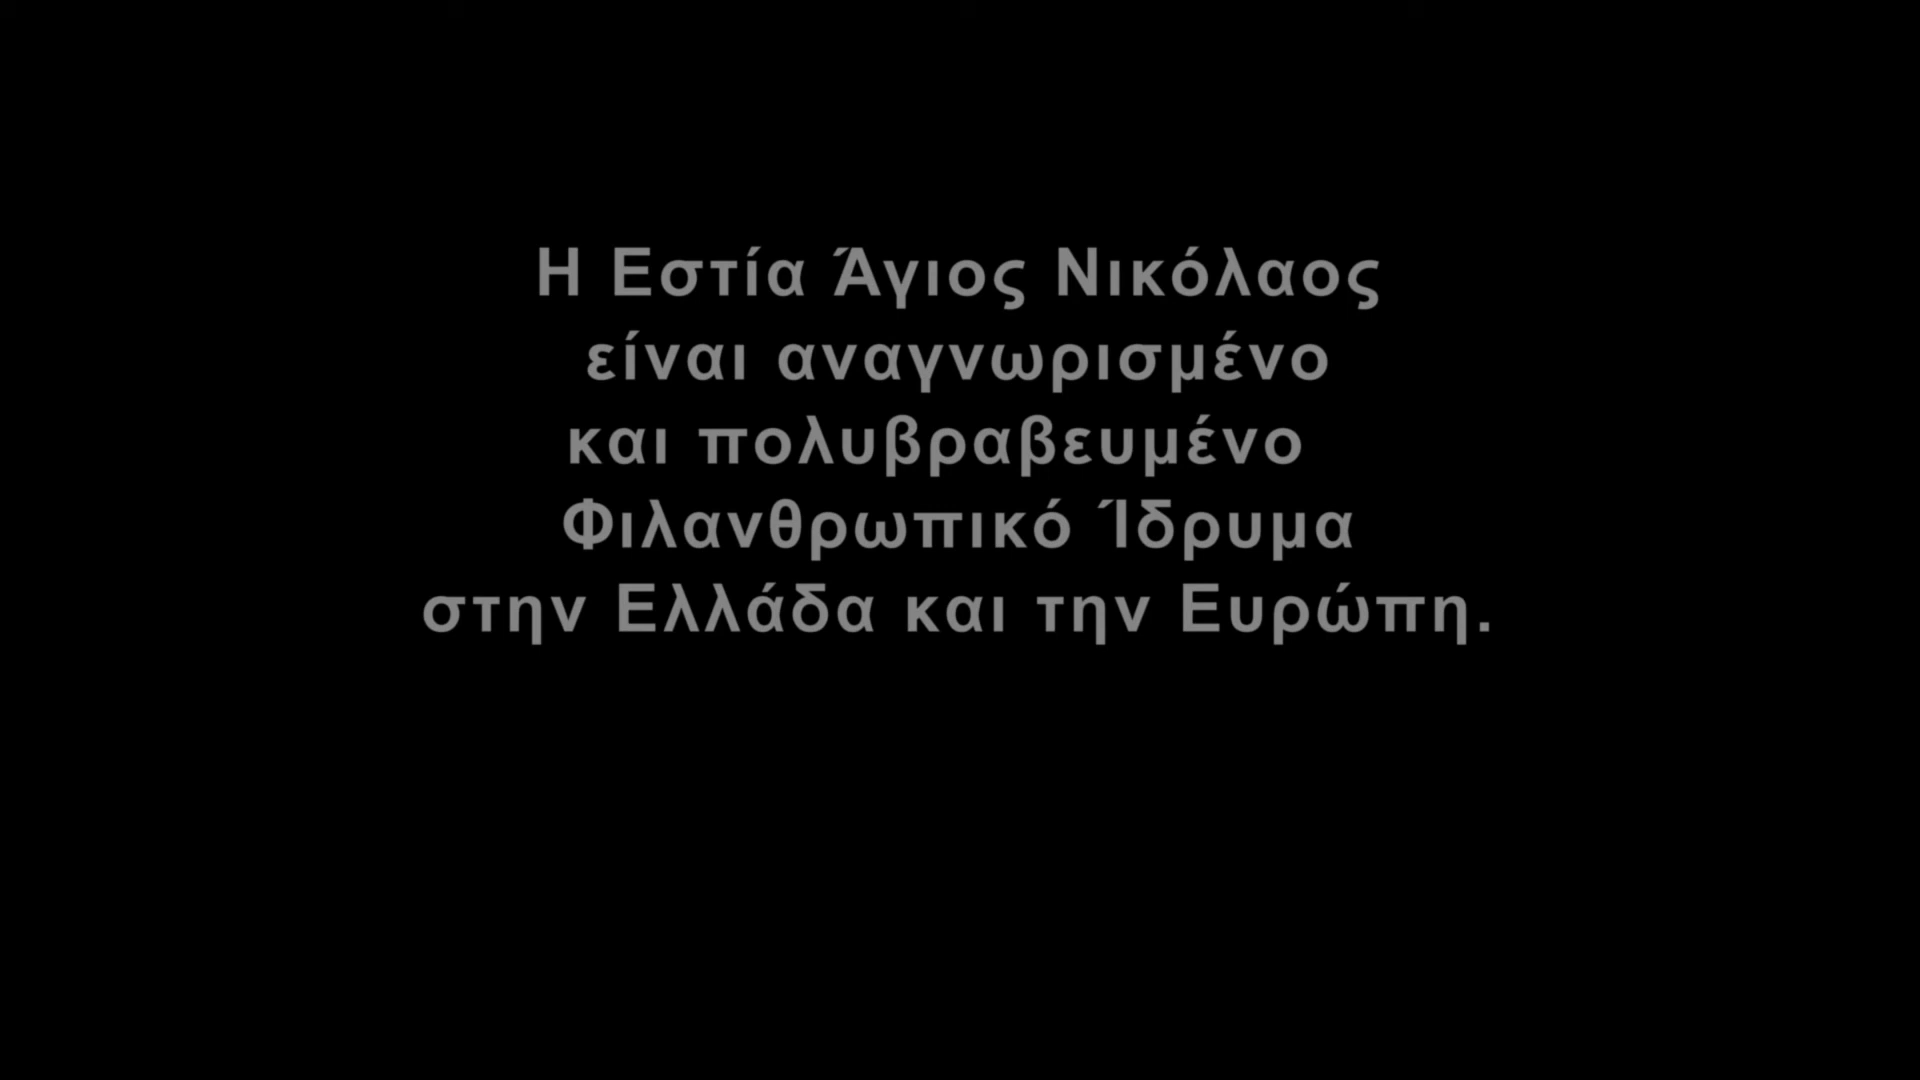 Η Εστία Άγιος Νικόλαος
είναι αναγνωρισμένο
και πολυβραβευμένο
Φιλανθρωπικό Ίδρυμα
στην Ελλάδα και την Ευρώπη.